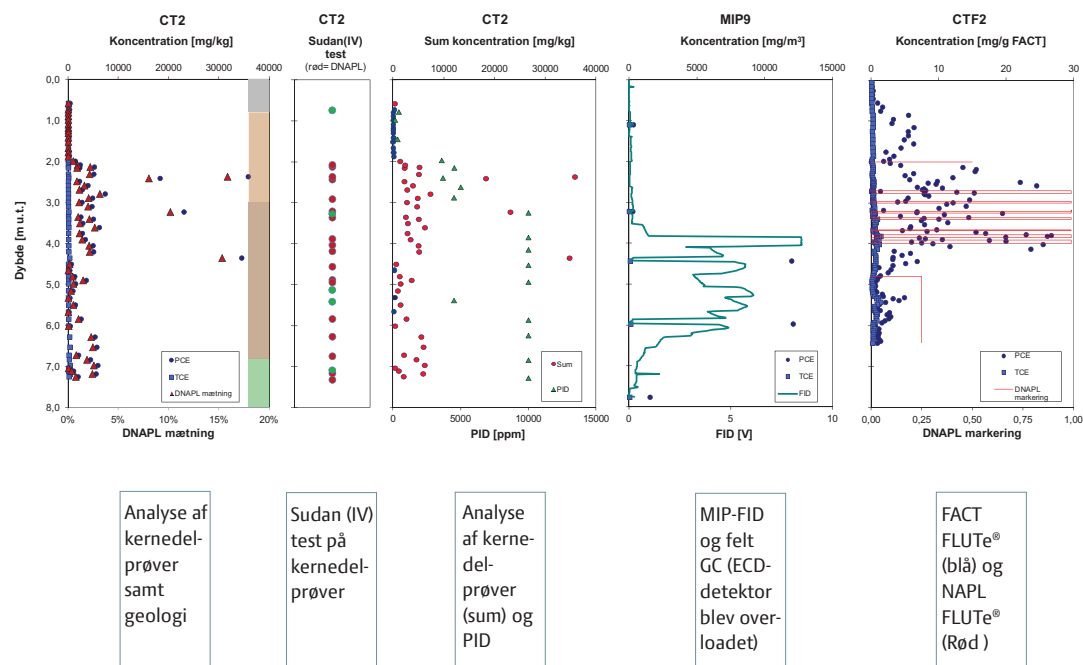 CT2
Koncentration [mg/kg]
0 10000 20000 30000 40000
Dybde [m u.t.]
0,0
1,0
2,0
3,0
4,0
5,0
6,0
7,0
8,0
PCE
TCE
DNAPL mætning
0% 5% 10% 15% 20%
DNAPL mætning
CT2
Sudan(IV)
test
(rød= DNAPL)
CT2
Sum koncentration [mg/kg]
0 10000 20000 30000 40000
Sum
PID
0 5000 10000 15000
PID [ppm]
MIP9
Koncentration [mg/m³]
0 5000 10000 15000
PCE
TCE
FID
0 5 10
FID [V]
CTF2
Koncentration [mg/g FACT]
0 10 20 30
PCE
TCE
DNAPL
markering
0,00 0,25 0,50 0,75 1,00
DNAPL markering
Analyse af
kernedel-
prøver
samt
geologi
Sudan (IV)
test på
kernedel-
prøver
Analyse
af kerne-
del-
prøver
(sum) og
PID
MIP-FID
og felt
GC (ECD-
detektor
blev over-
loadet)
FACT
FLUTe®
(blå) og
NAPL
FLUTe®
(Rød )